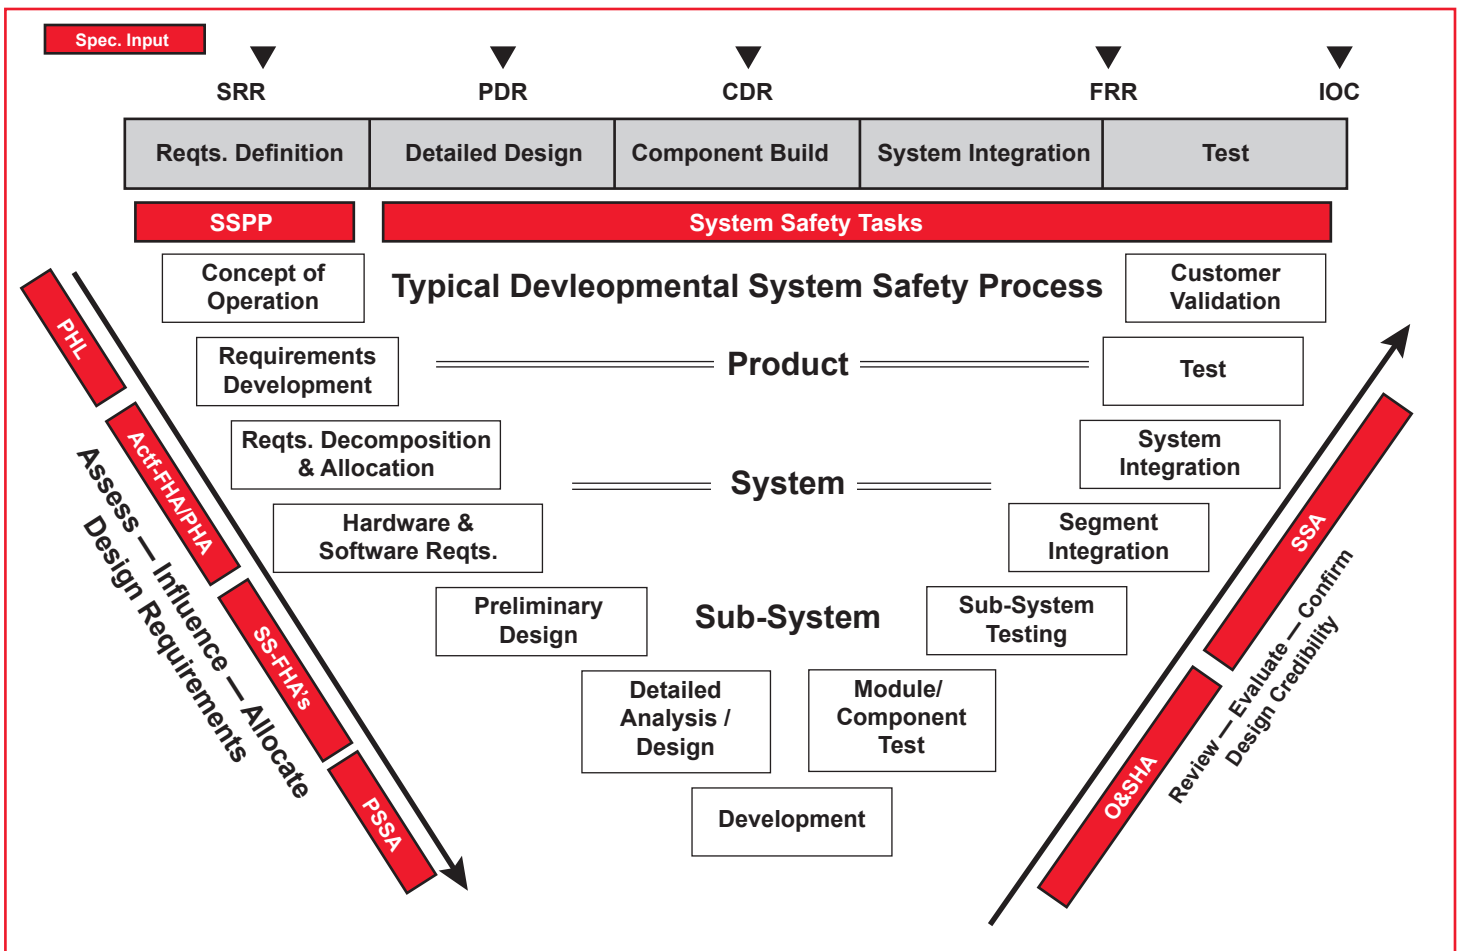 Spec. Input
SRR
PDR
CDR
FRR
IOC
Reqts. Definition
Detailed Design
Component Build
System Integration
Test
SSPP
System Safety Tasks
Concept of
Operation
Typical Devleopmental System Safety Process
Customer
Validation
Requirements
Development
Product
Test
Reqts. Decomposition
& Allocation
System
System
Integration
Hardware &
Software Reqts.
Segment
Integration
Preliminary
Design
Sub-System
Sub-System
Testing
Detailed
Analysis /
Design
Module/
Component
Test
Development
PHL
Actf-FHA/PHA
SS-FHA's
PSSA
Assess — Influence — Allocate
Design Requirements
SSA
O&SHA
Review — Evaluate — Confirm
Design Credibility